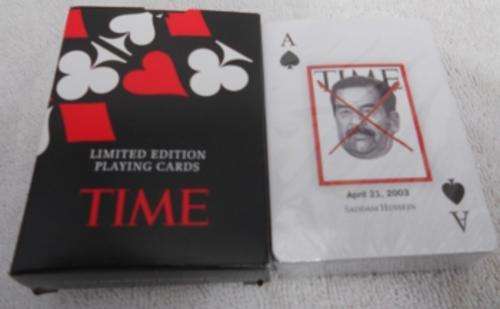 LIMITED EDITION
PLAYING CARDS
TIME
A
TIME
April 21, 2003
SADDAM HUSSEIN
A